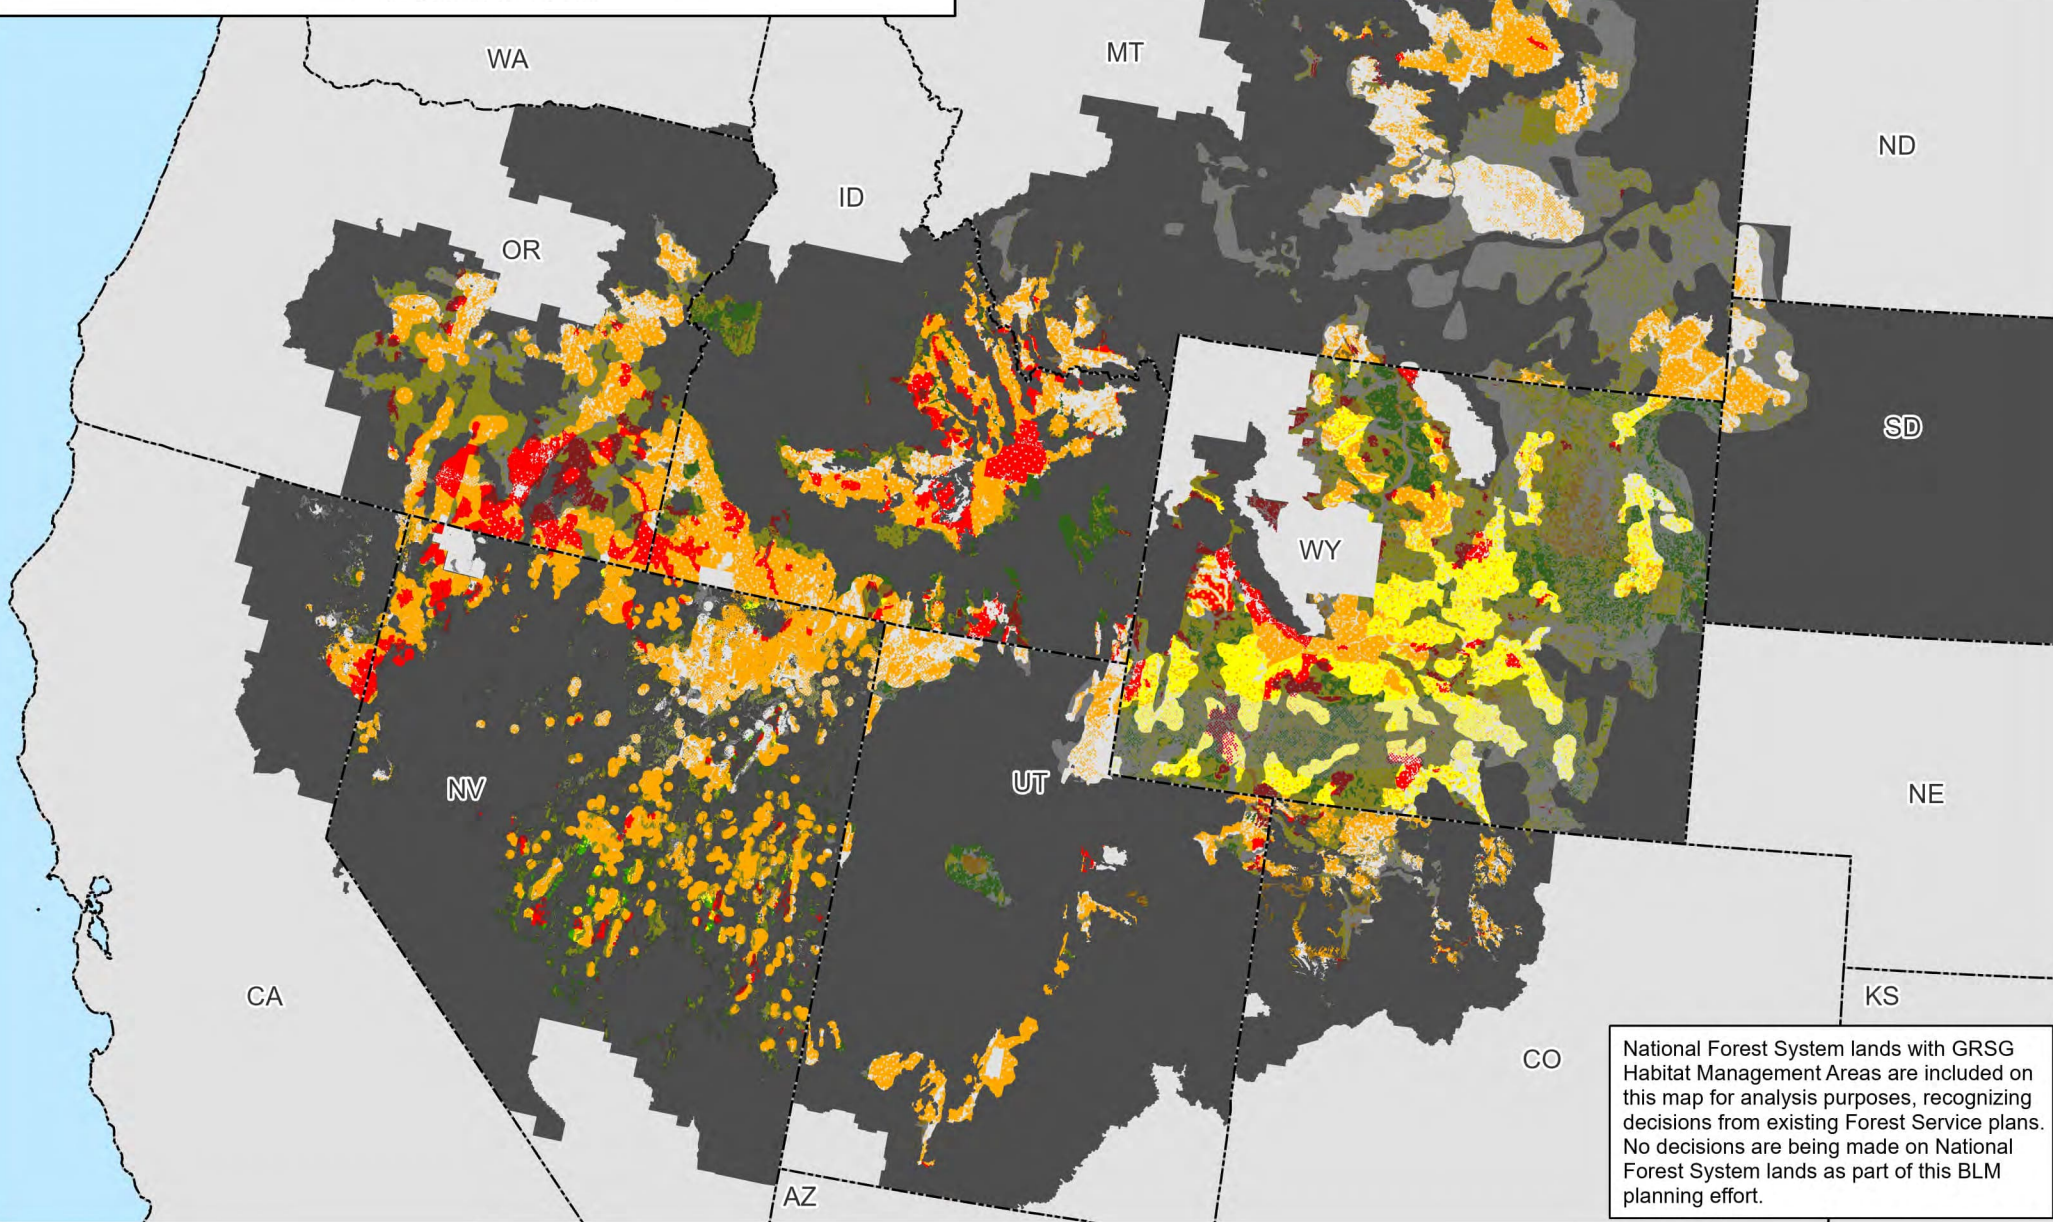 WA
MT
ND
ID
OR
SD
WY
NV
UT
NE
CA
KS
CO
AZ
National Forest System lands with GRSG
Habitat Management Areas are included on
this map for analysis purposes, recognizing
decisions from existing Forest Service plans.
No decisions are being made on National
Forest System lands as part of this BLM
planning effort.